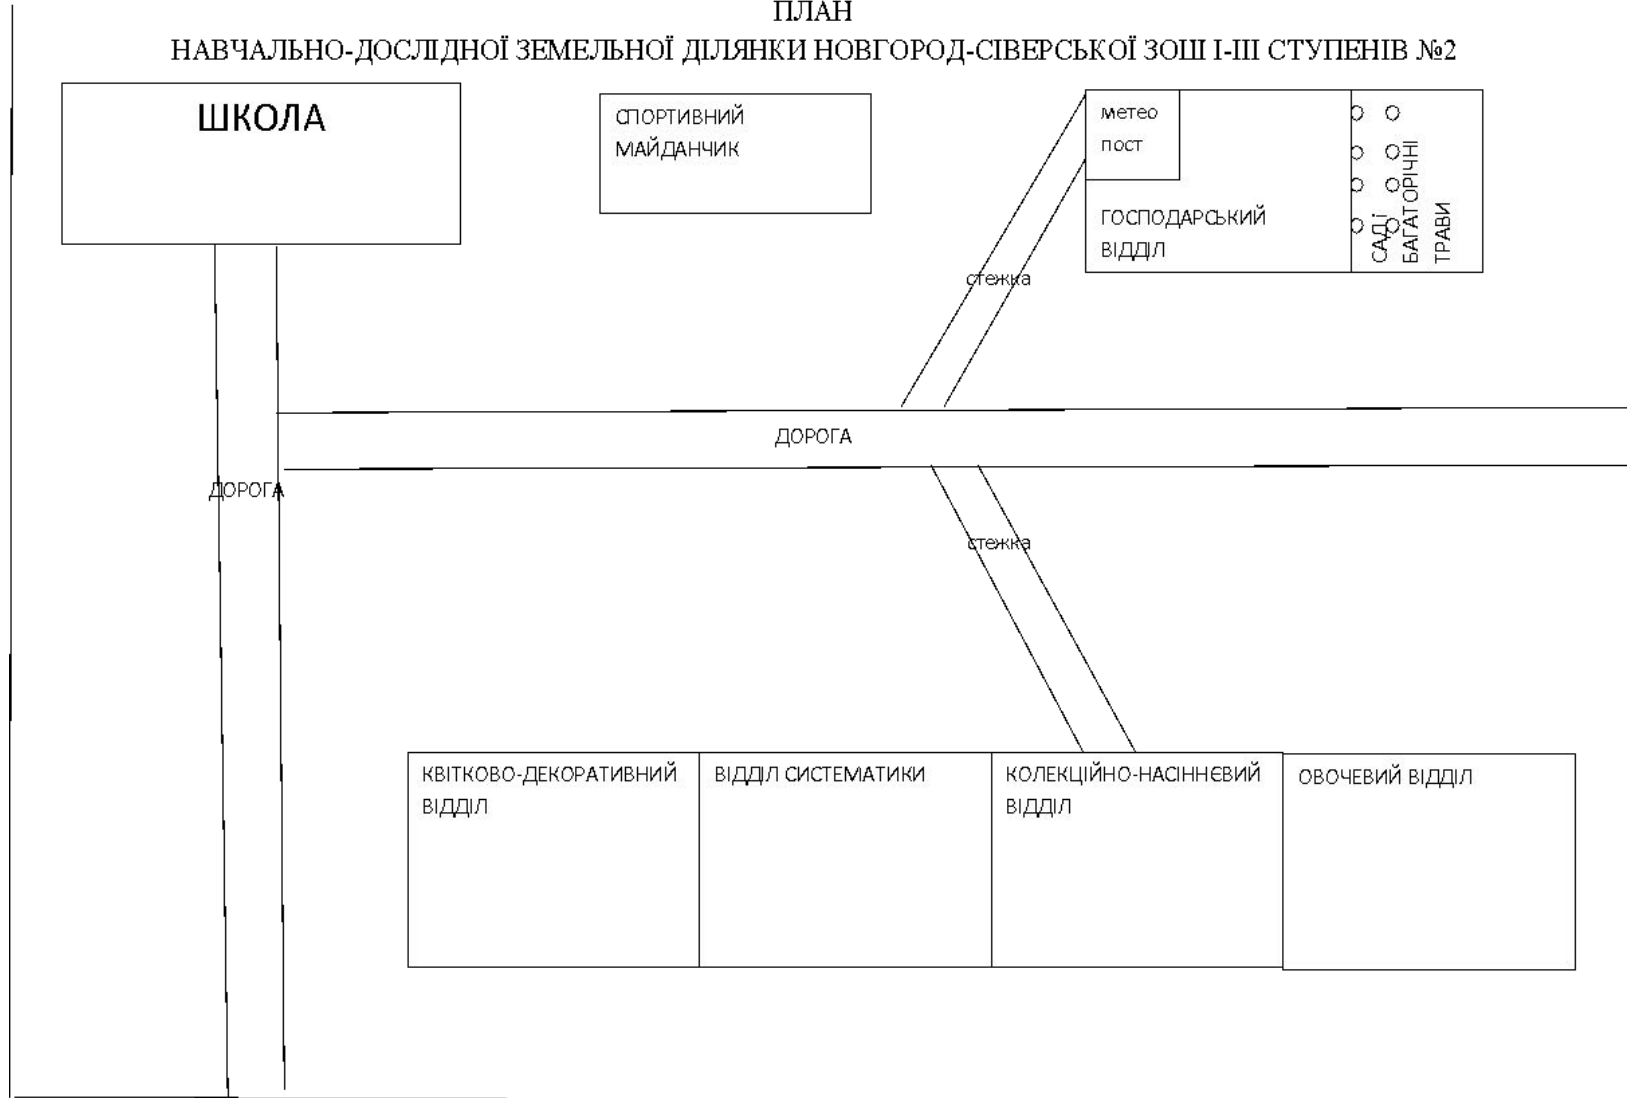 ПЛАН
НАВЧАЛЬНО-ДОСЛІДНОЇ ЗЕМЕЛЬНОЇ ДІЛЯНКИ НОВГОРОД-СІВЕРСЬКОЇ ЗОШ І-ІІІ СТУПЕНІВ №2
ШКОЛА
СПОРТИВНИЙ
МАЙДАНЧИК
метео
пост
ГОСПОДАРСЬКИЙ
ВІДДІЛ
САД і
БАГАТОРІЧНІ
ТРАВИ
стежка
ДОРОГА
ДОРОГА
стежка
КВІТКОВО-ДЕКОРАТИВНИЙ
ВІДДІЛ
ВІДДІЛ СИСТЕМАТИКИ
КОЛЕКЦІЙНО-НАСІННЄВИЙ
ВІДДІЛ
ОВОЧЕВИЙ ВІДДІЛ